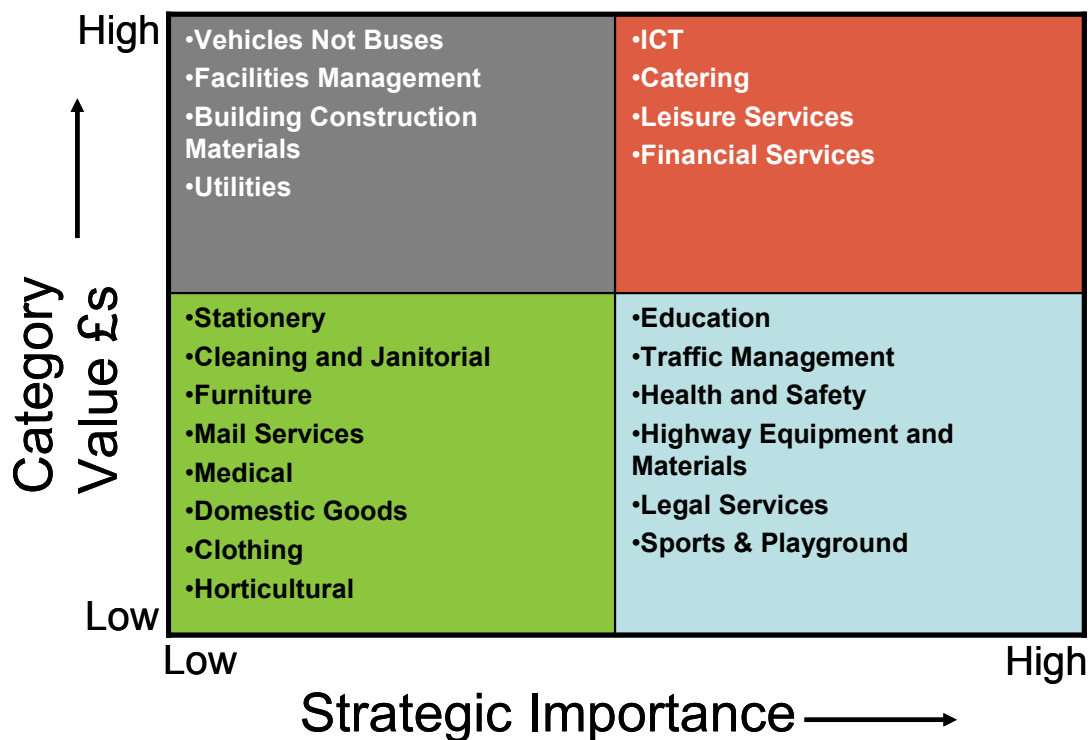 High
•Vehicles Not Buses
•Facilities Management
•Building Construction
Materials
•Utilities
•ICT
•Catering
•Leisure Services
•Financial Services
Category
Value £s
•Stationery
•Cleaning and Janitorial
•Furniture
•Mail Services
•Medical
•Domestic Goods
•Clothing
•Horticultural
•Education
•Traffic Management
•Health and Safety
•Highway Equipment and
Materials
•Legal Services
•Sports & Playground
Low
Low
High
Strategic Importance